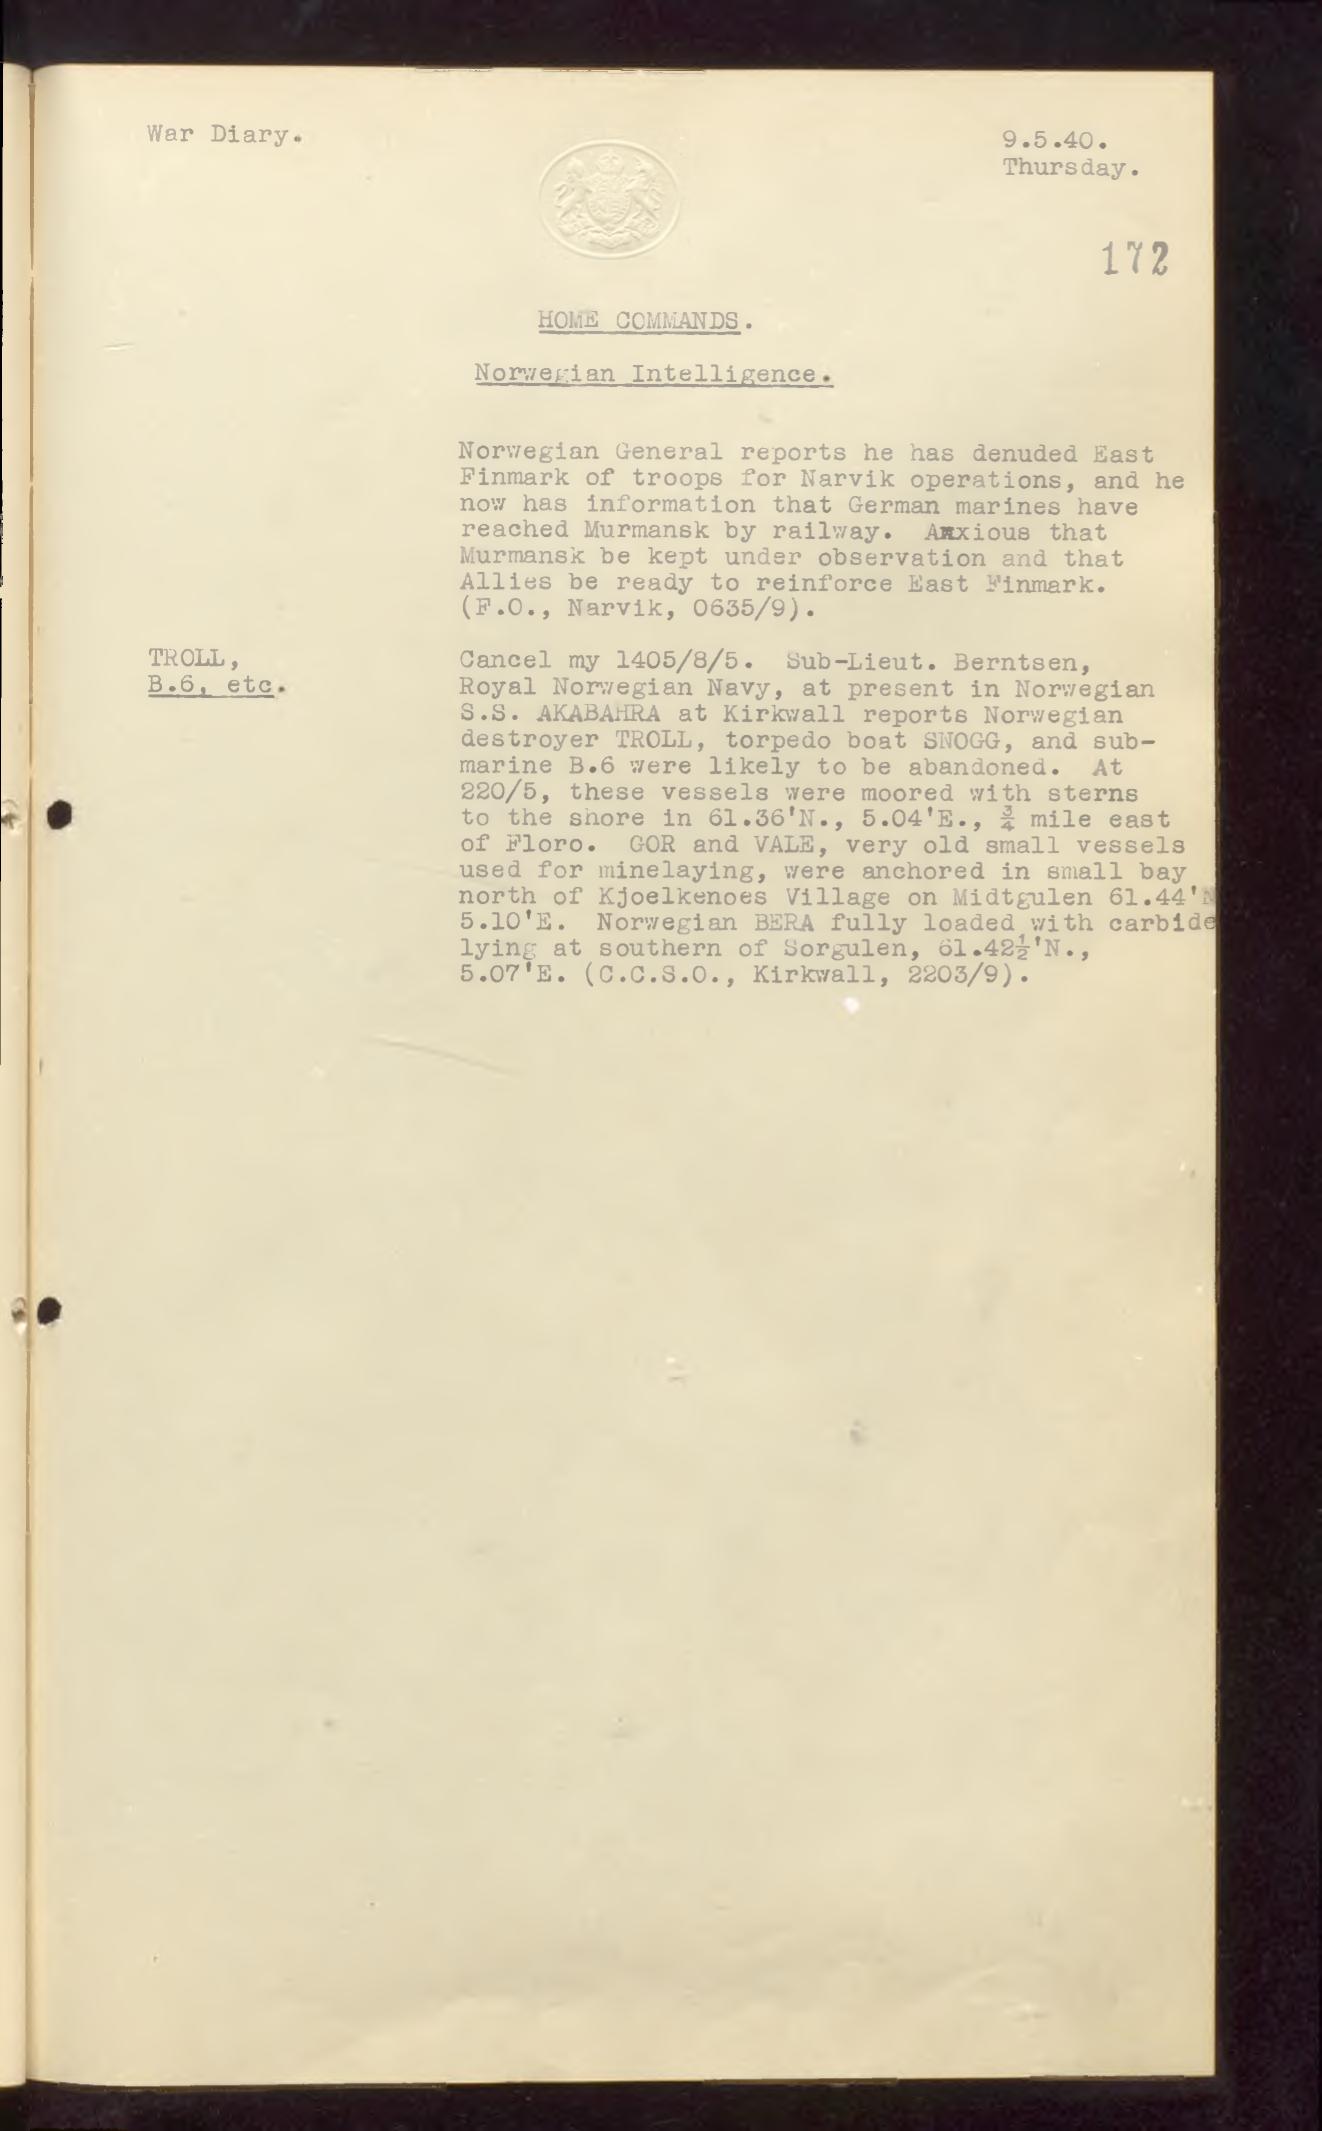 War Diary.
9.5.40.
Thursday.
172
HOME COMMANDS.
Norwegian Intelligence.
Norwegian General reports he has denuded East
Finmark of troops for Narvik operations, and he
now has information that German marines have
reached Murmansk by railway. Anxious that
Murmansk be kept under observation and that
Allies be ready to reinforce East Finmark.
(F.O., Narvik, 0635/9).
TROLL,
B.6, etc.
Cancel my 1405/8/5. Sub-Lieut. Berntsen,
Royal Norwegian Navy, at present in Norwegian
S.S. AKABAHRA at Kirkwall reports Norwegian
destroyer TROLL, torpedo boat SNOGG, and sub-
marine B.6 were likely to be abandoned. At
220/5, these vessels were moored with sterns
to the shore in 61.36'N., 5.04'E., ¾ mile east
of Floro. GOR and VALE, very old small vessels
used for minelaying, were anchored in small bay
north of Kjoelkenoes Village on Midtgulen 61.44'N
5.10'E. Norwegian BERA fully loaded with carbide
lying at southern of Sorgulen, 61.42½'N.,
5.07'E. (C.C.S.O., Kirkwall, 2203/9).